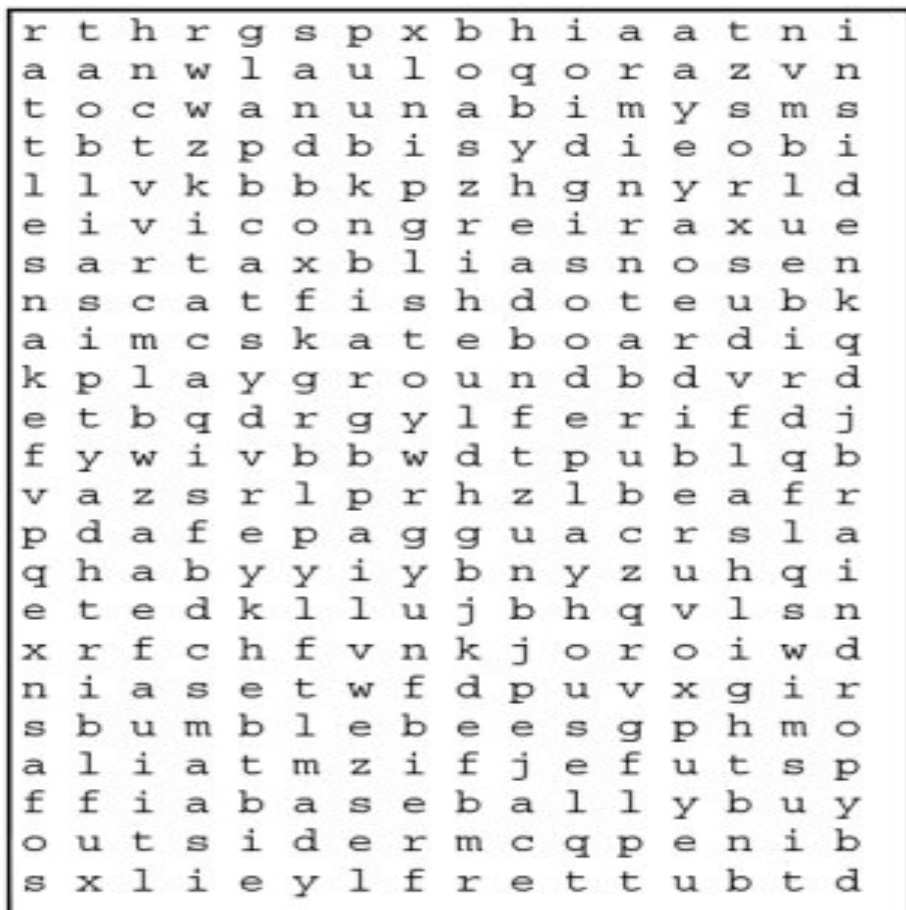 r t h r g s p x b h i a a t n i
a a n w l a u l o q o r a z v n
t o c w a n u n a b i m y s m s
t b t z p d b i s y d i e o b i
l l v k b b k p z h g n y r l d
e i v i c o n g r e i r a x u e
s a r t a x b l i a s n o s e n
n s c a t f i s h d o t e u b k
a i m c s k a t e b o a r d i q
k p l a y g r o u n d b d v r d
e t b q d r g y l f e r i f d j
f y w i v b b w d t p u b l q b
v a z s r l p r h z l b e a f r
p d a f e p a g g u a c r s l a
q h a b y y i y b n y z u h q i
e t e d k l l u j b h q v l s n
x r f c h f v n k j o r o i w d
n i a s e t w f d p u v x g i r
s b u m b l e b e e s g p h m o
a l i a t m z i f j e f u t s p
f f i a b a s e b a l l y b u y
o u t s i d e r m c q p e n i b
s x l i e y l f r e t t u b t d